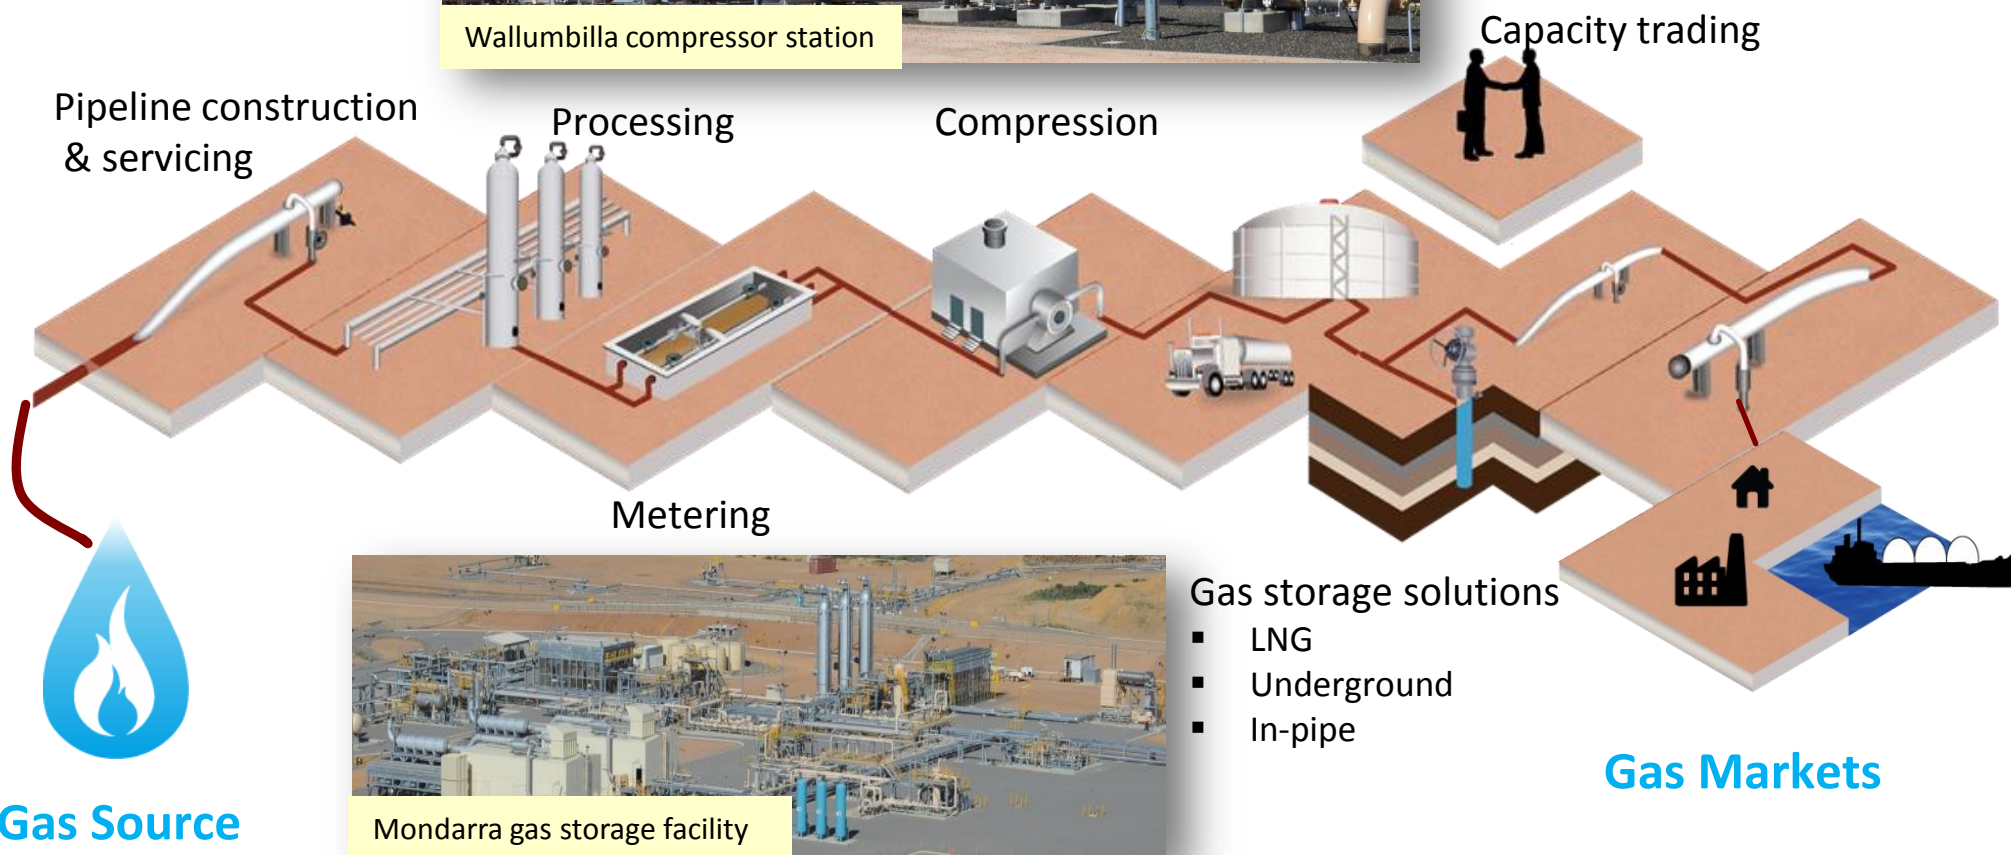 Wallumbilla compressor station
Capacity trading
Pipeline construction
& servicing
Processing
Compression
Metering
Gas storage solutions
▪ LNG
▪ Underground
▪ In-pipe
Gas Markets
Gas Source
Mondarra gas storage facility